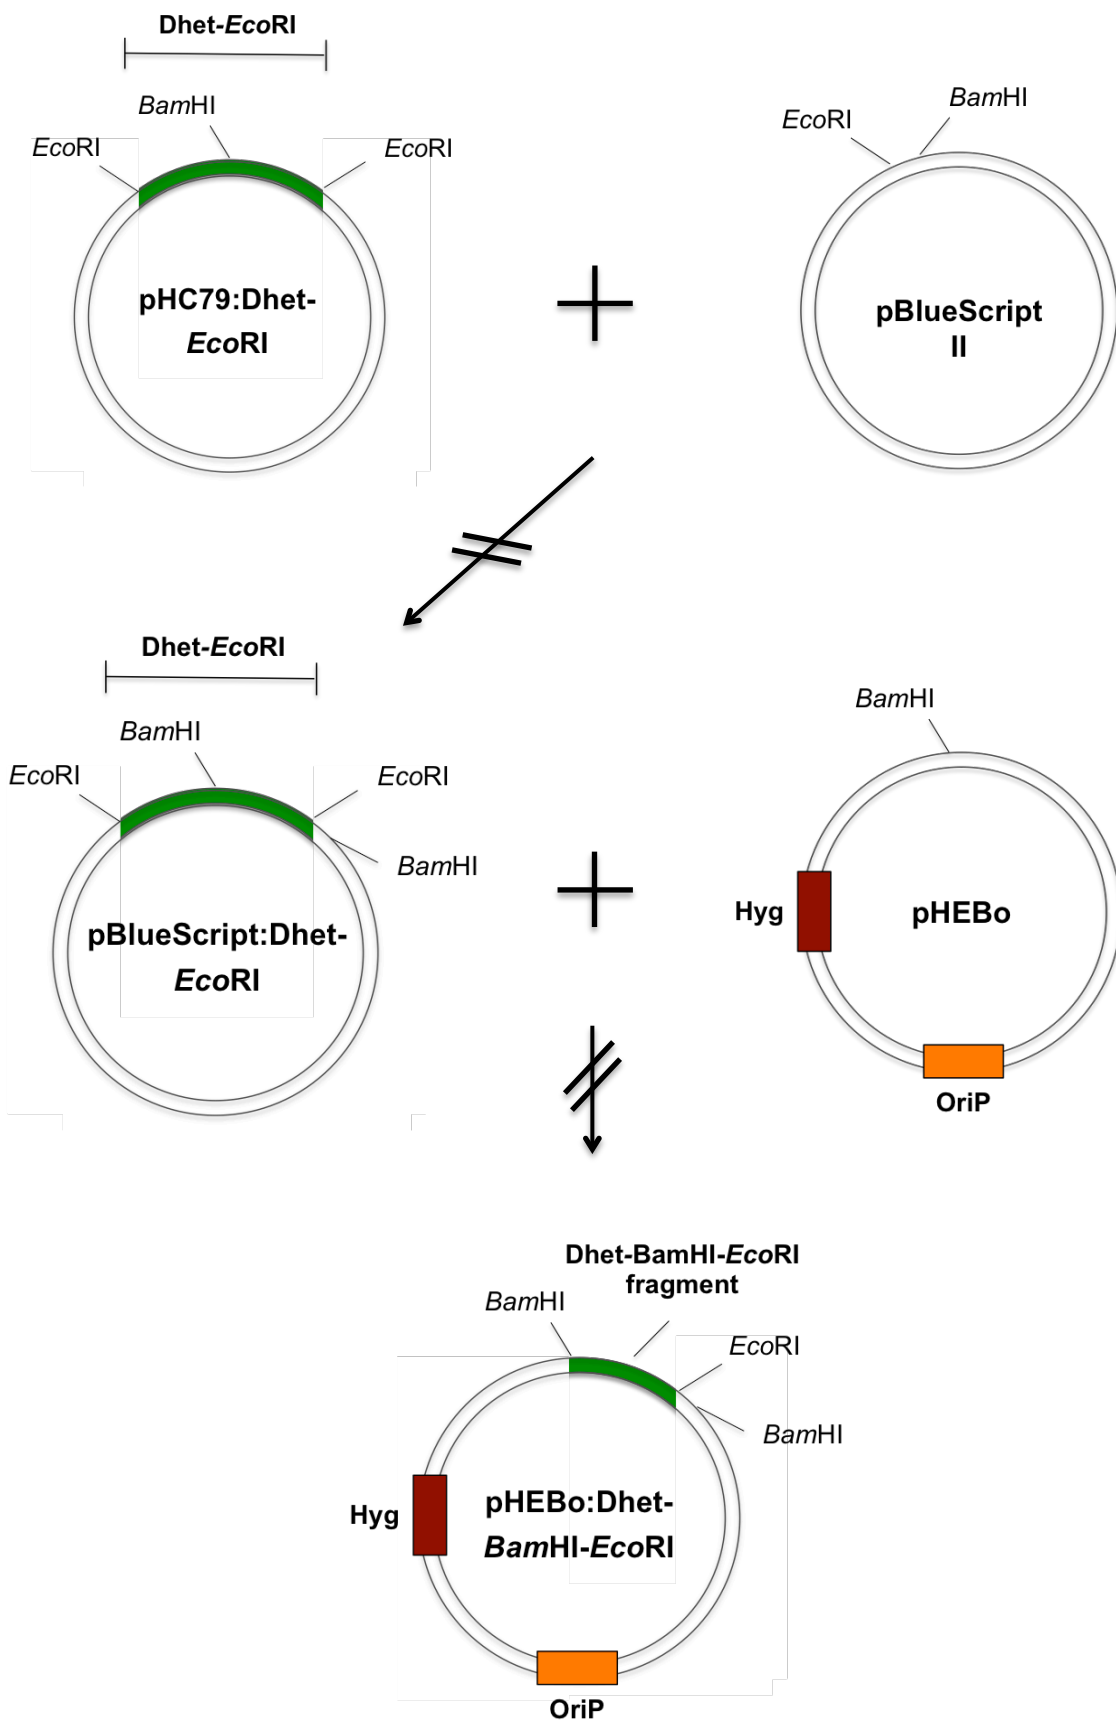 Dhet-EcoRI
BamHI
EcoRI
EcoRI
pHC79:Dhet-
EcoRI
EcoRI
BamHI
pBlueScript
II
Dhet-EcoRI
BamHI
EcoRI
EcoRI
BamHI
pBlueScript:Dhet-
EcoRI
BamHI
Hyg
pHEBo
OriP
Dhet-BamHI-EcoRI
fragment
BamHI
EcoRI
BamHI
Hyg
pHEBo:Dhet-
BamHI-EcoRI
OriP